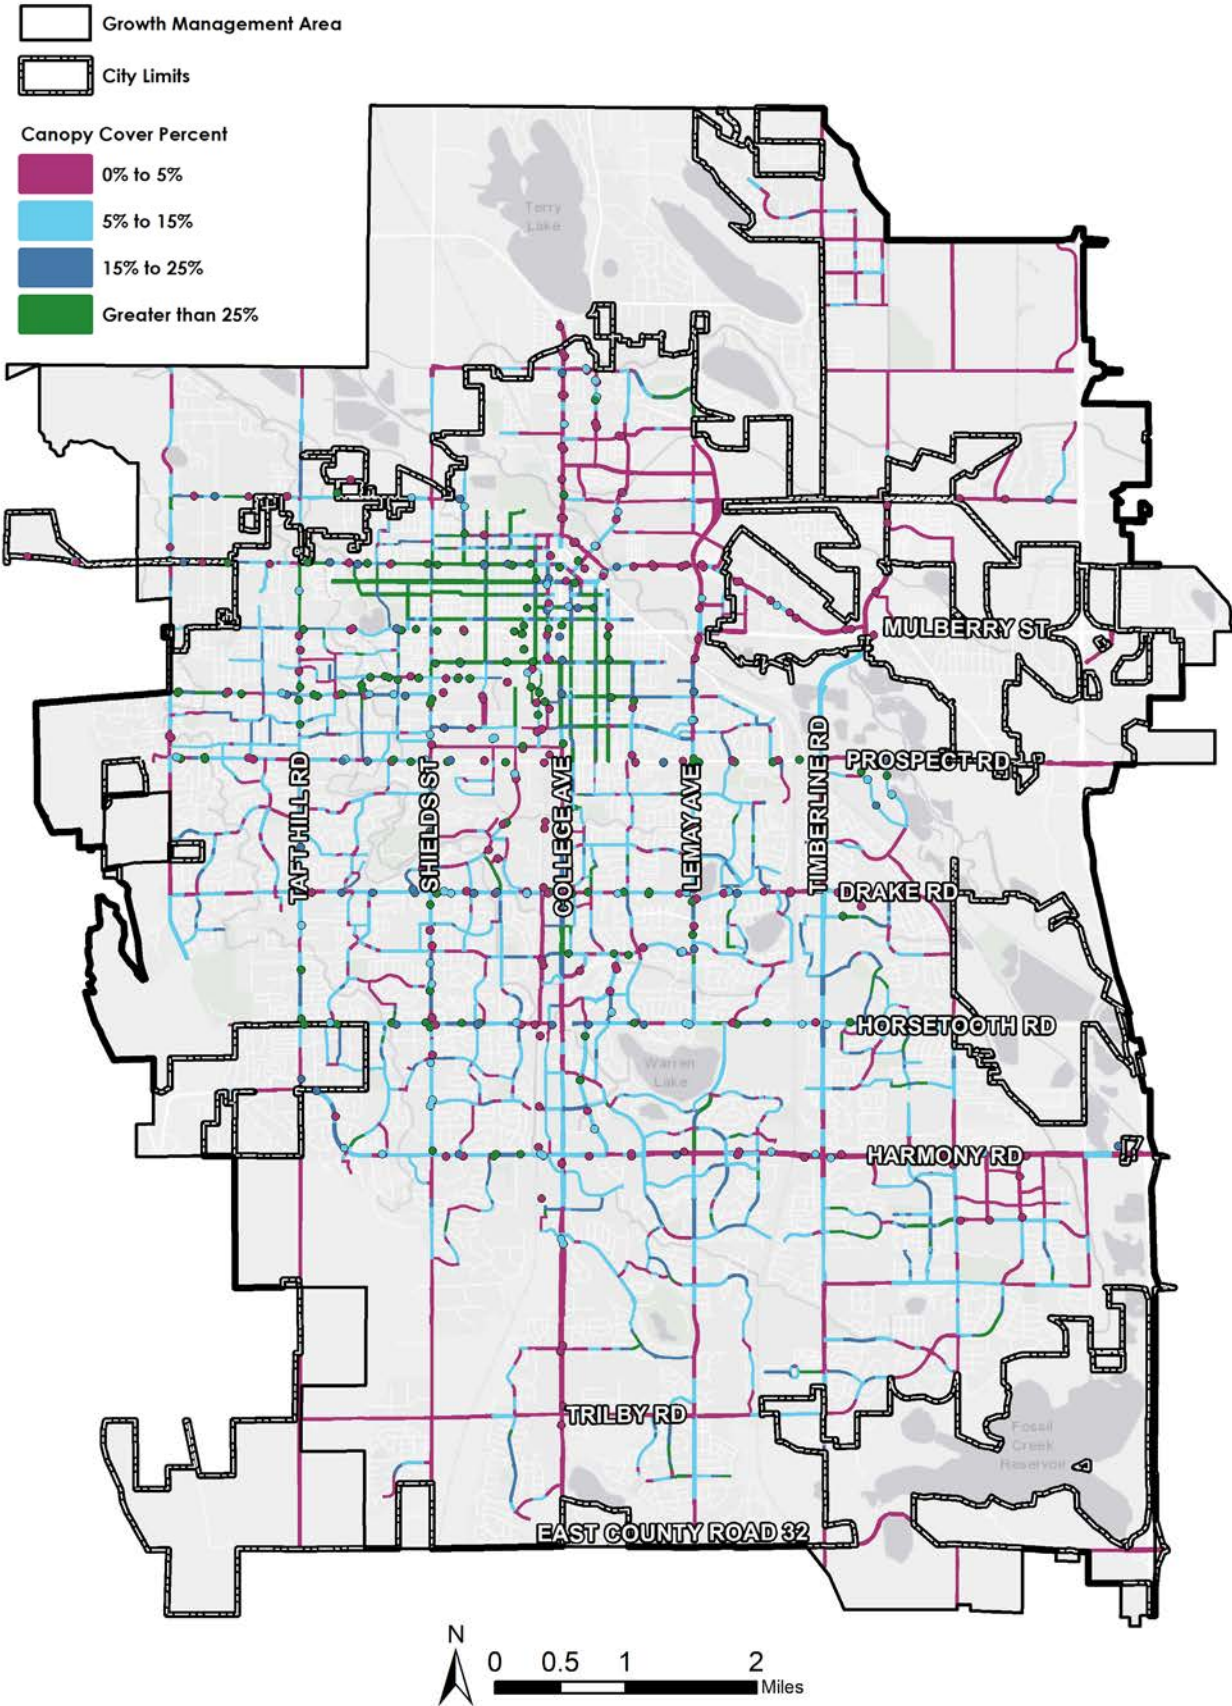 Growth Management Area
City Limits
Canopy Cover Percent
0% to 5%
5% to 15%
15% to 25%
Greater than 25%
Terry
Lake
MULBERRY ST
PROSPECT RD
TAFT HILL RD
SHIELDS ST
COLLEGE AVE
LEMAY AVE
TIMBERLINE RD
DRAKE RD
HORSETOOTH RD
Warren
Lake
HARMONY RD
TRILBY RD
Fossil
Creek
Reservoir
EAST COUNTY ROAD 32
N
0 0.5 1 2
Miles